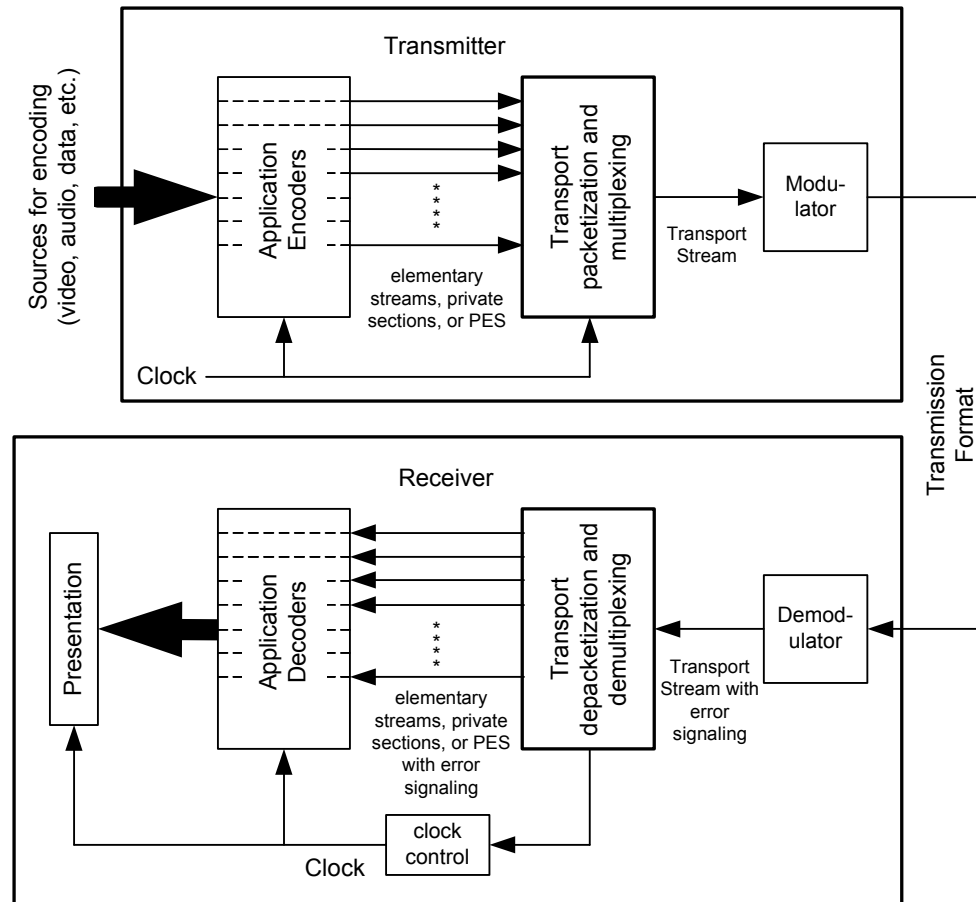 Transmitter
Sources for encoding
(video, audio, data, etc.)
Application
Encoders
****
elementary
streams, private
sections, or PES
Transport
packetization and
multiplexing
Transport
Stream
Modu-
lator
Clock
Transmission
Format
Receiver
Presentation
Application
Decoders
****
elementary
streams, private
sections, or PES
with error
signaling
Transport
depacketization and
demultiplexing
Transport
Stream with
error
signaling
Demod-
ulator
clock
control
Clock